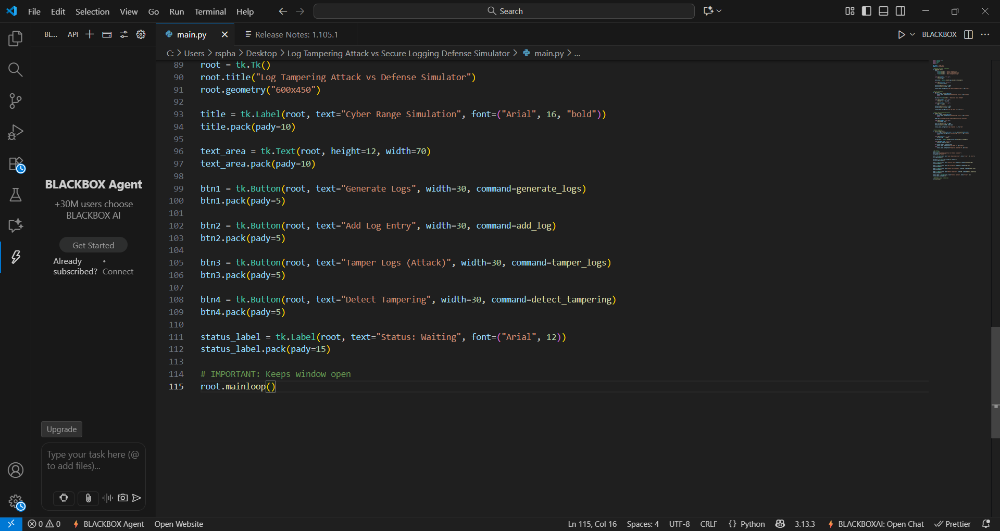 File Edit Selection View Go Run Terminal Help
Search
BL... API
main.py
Release Notes: 1.105.1
BLACKBOX
C: > Users > rspha > Desktop > Log Tampering Attack vs Secure Logging Defense Simulator > main.py > ...
89 root = tk.Tk()
90 root.title("Log Tampering Attack vs Defense Simulator")
91 root.geometry("600x450")
92
93 title = tk.Label(root, text="Cyber Range Simulation", font=("Arial", 16, "bold"))
94 title.pack(pady=10)
95
96 text_area = tk.Text(root, height=12, width=70)
97 text_area.pack(pady=10)
98
99 btn1 = tk.Button(root, text="Generate Logs", width=30, command=generate_logs)
100 btn1.pack(pady=5)
101
102 btn2 = tk.Button(root, text="Add Log Entry", width=30, command=add_log)
103 btn2.pack(pady=5)
104
105 btn3 = tk.Button(root, text="Tamper Logs (Attack)", width=30, command=tamper_logs)
106 btn3.pack(pady=5)
107
108 btn4 = tk.Button(root, text="Detect Tampering", width=30, command=detect_tampering)
109 btn4.pack(pady=5)
110
111 status_label = tk.Label(root, text="Status: Waiting", font=("Arial", 12))
112 status_label.pack(pady=15)
113
114 # IMPORTANT: Keeps window open
115 root.mainloop()
BLACKBOX Agent
+30M users choose
BLACKBOX AI
Get Started
Already
subscribed? • Connect
Upgrade
Type your task here (@
to add files)...
0 0 BLACKBOX Agent Open Website
Ln 115, Col 16 Spaces: 4 UTF-8 CRLF {} Python 3.13.3 BLACKBOXAI: Open Chat Prettier